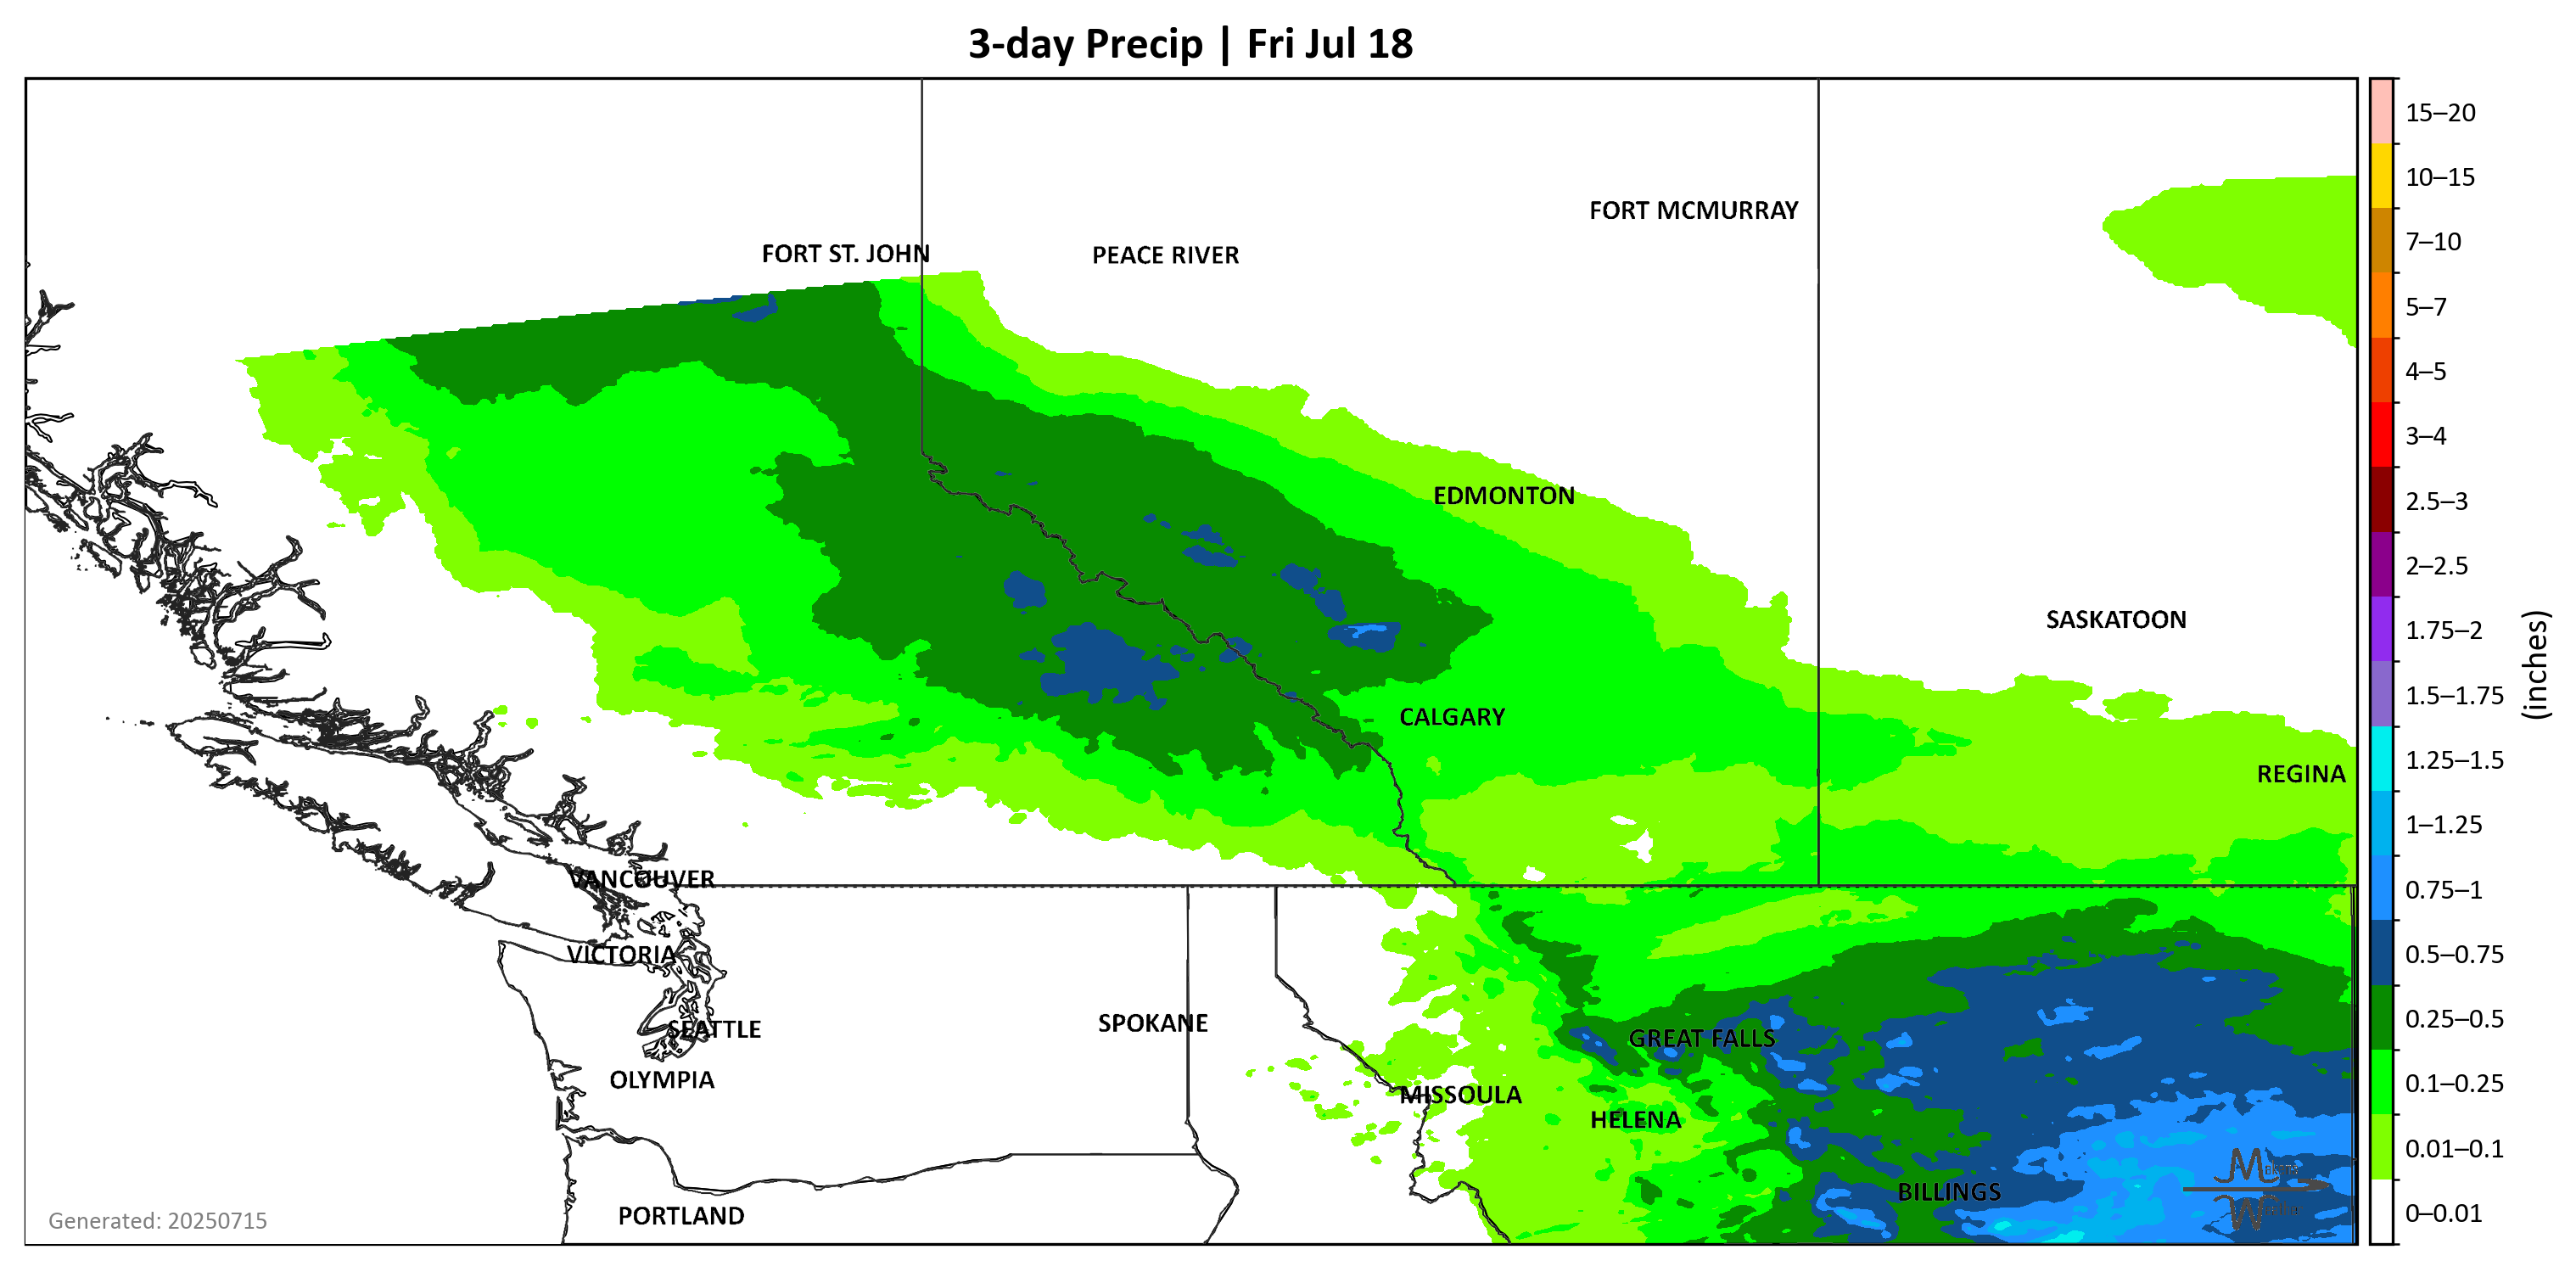 3-day Precip | Fri Jul 18
15–20
10–15
FORT MCMURRAY
7–10
FORT ST. JOHN
PEACE RIVER
5–7
4–5
3–4
EDMONTON
2.5–3
2–2.5
SASKATOON
1.75–2
(inches)
1.5–1.75
CALGARY
1.25–1.5
REGINA
1–1.25
VANCOUVER
0.75–1
VICTORIA
0.5–0.75
SPOKANE
0.25–0.5
SEATTLE
GREAT FALLS
OLYMPIA
0.1–0.25
MISSOULA
HELENA
0.01–0.1
BILLINGS
PORTLAND
0–0.01
Generated: 20250715